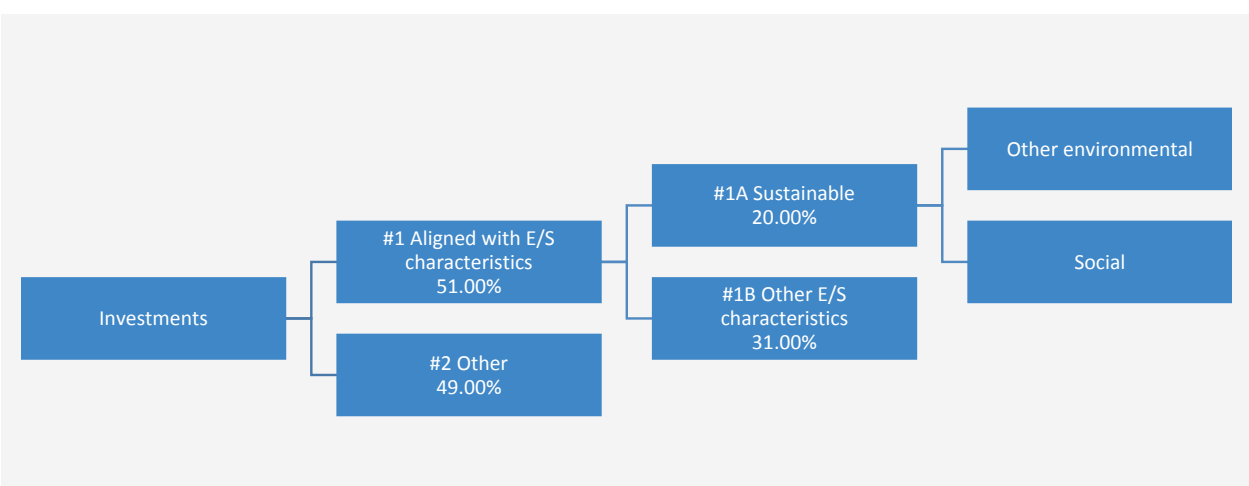 Investments
#1 Aligned with E/S
characteristics
51.00%
#2 Other
49.00%
#1A Sustainable
20.00%
#1B Other E/S
characteristics
31.00%
Other environmental
Social